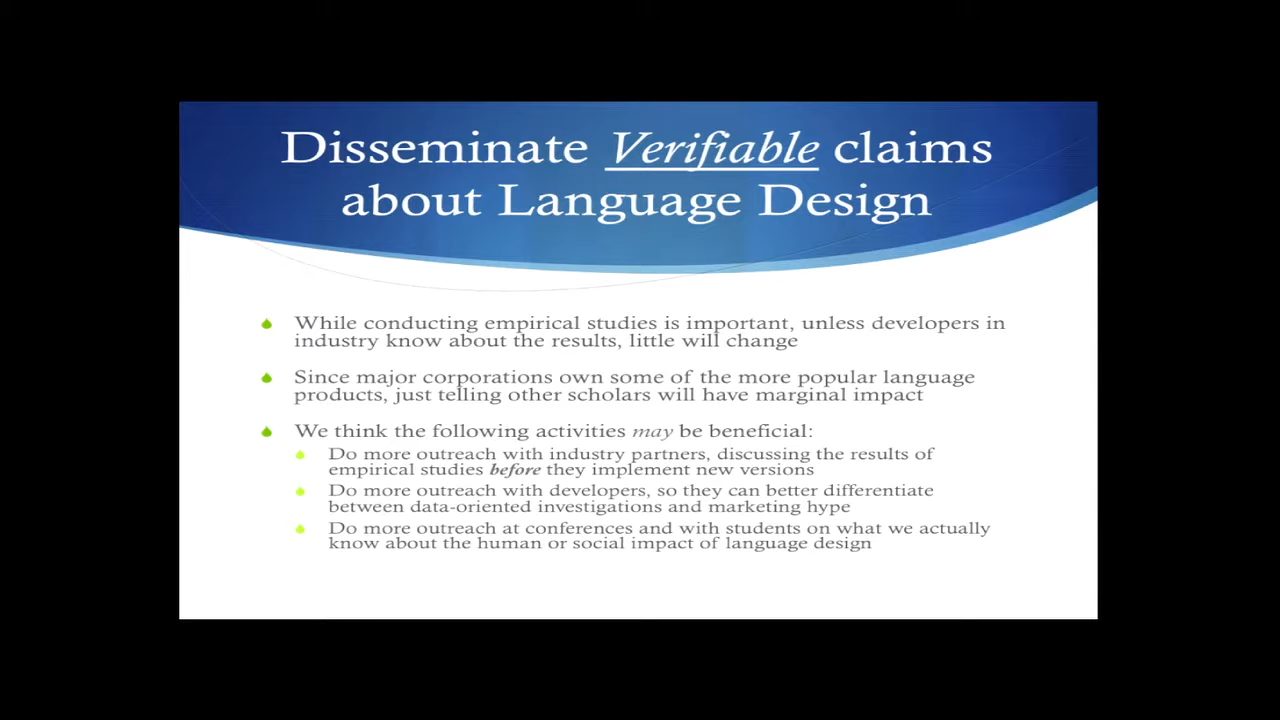 Disseminate Verifiable claims
about Language Design
While conducting empirical studies is important, unless developers in
industry know about the results, little will change
Since major corporations own some of the more popular language
products, just telling other scholars will have marginal impact
We think the following activities may be beneficial:
Do more outreach with industry partners, discussing the results of
empirical studies before they implement new versions
Do more outreach with developers, so they can better differentiate
between data-oriented investigations and marketing hype
Do more outreach at conferences and with students on what we actually
know about the human or social impact of language design